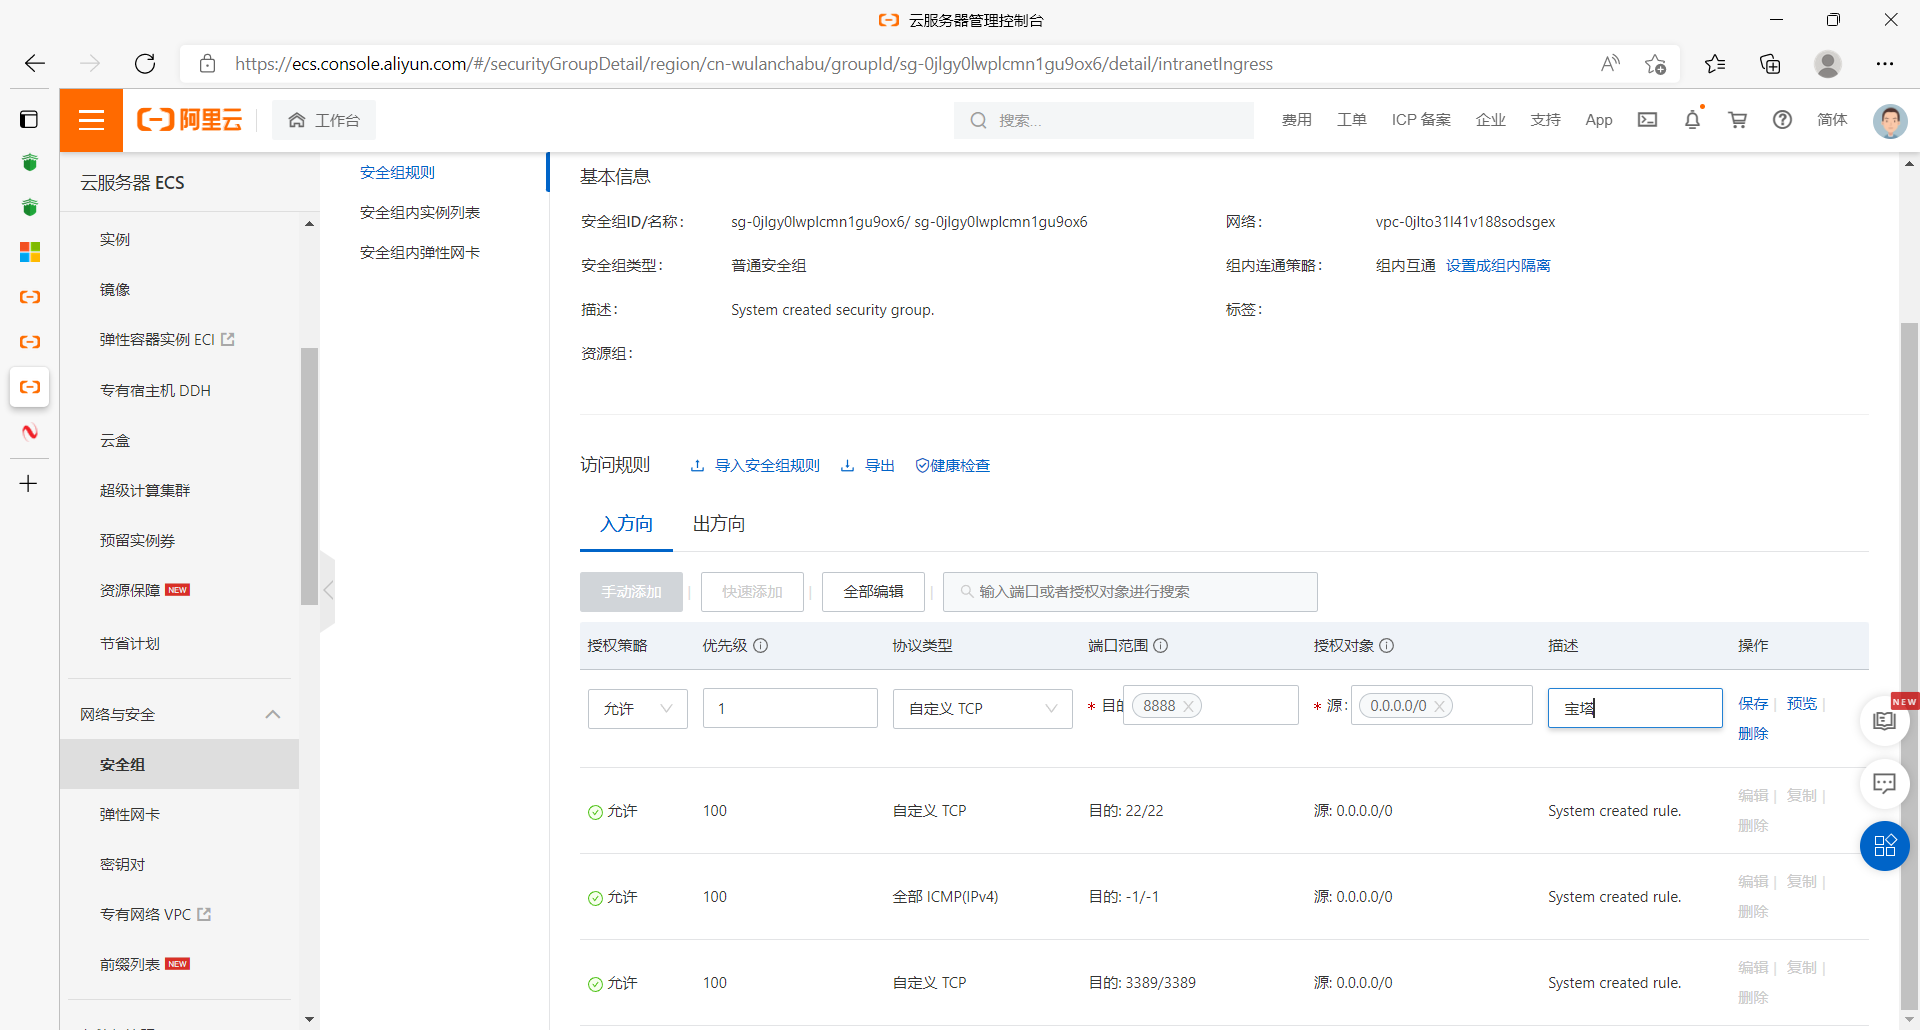 云服务器管理控制台
https://ecs.console.aliyun.com/#/securityGroupDetail/region/cn-wulanchabu/groupId/sg-0jlgy0lwplcmn1gu9ox6/detail/intranetIngress
阿里云
工作台
搜索...
费用 工单 ICP 备案 企业 支持 App 简体
云服务器 ECS
实例
镜像
弹性容器实例 ECI
专有宿主机 DDH
云盒
超级计算集群
预留实例券
资源保障 NEW
节省计划
网络与安全
安全组
弹性网卡
密钥对
专有网络 VPC
前缀列表 NEW
安全组规则
安全组内实例列表
安全组内弹性网卡
基本信息
安全组ID/名称: sg-0jlgy0lwplcmn1gu9ox6/ sg-0jlgy0lwplcmn1gu9ox6 网络: vpc-0jlto31l41v188sodsgex
安全组类型: 普通安全组 组内连通策略: 组内互通 设置成组内隔离
描述: System created security group. 标签:
资源组:
访问规则 导入安全组规则 导出 健康检查
入方向 出方向
手动添加 | 快速添加 | 全部编辑 | 输入端口或者授权对象进行搜索
授权策略 优先级 协议类型 端口范围 授权对象 描述 操作
允许 1 自定义 TCP * 目的 8888 * 源: 0.0.0.0/0 宝塔 保存 | 预览 |
删除
允许 100 自定义 TCP 目的: 22/22 源: 0.0.0.0/0 System created rule. 编辑 | 复制 |
删除
允许 100 全部 ICMP(IPv4) 目的: -1/-1 源: 0.0.0.0/0 System created rule. 编辑 | 复制 |
删除
允许 100 自定义 TCP 目的: 3389/3389 源: 0.0.0.0/0 System created rule. 编辑 | 复制 |
删除
NEW